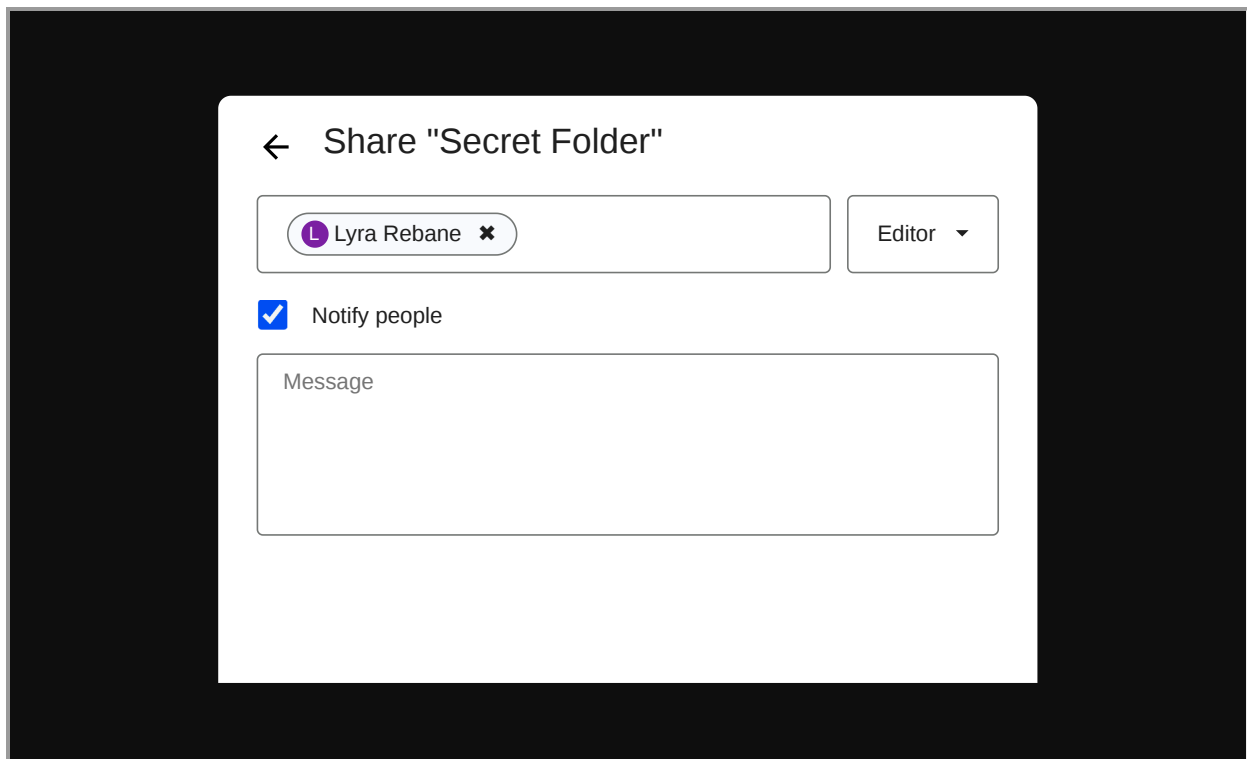 Share "Secret Folder"
L Lyra Rebane ✖ Editor
Notify people
Message